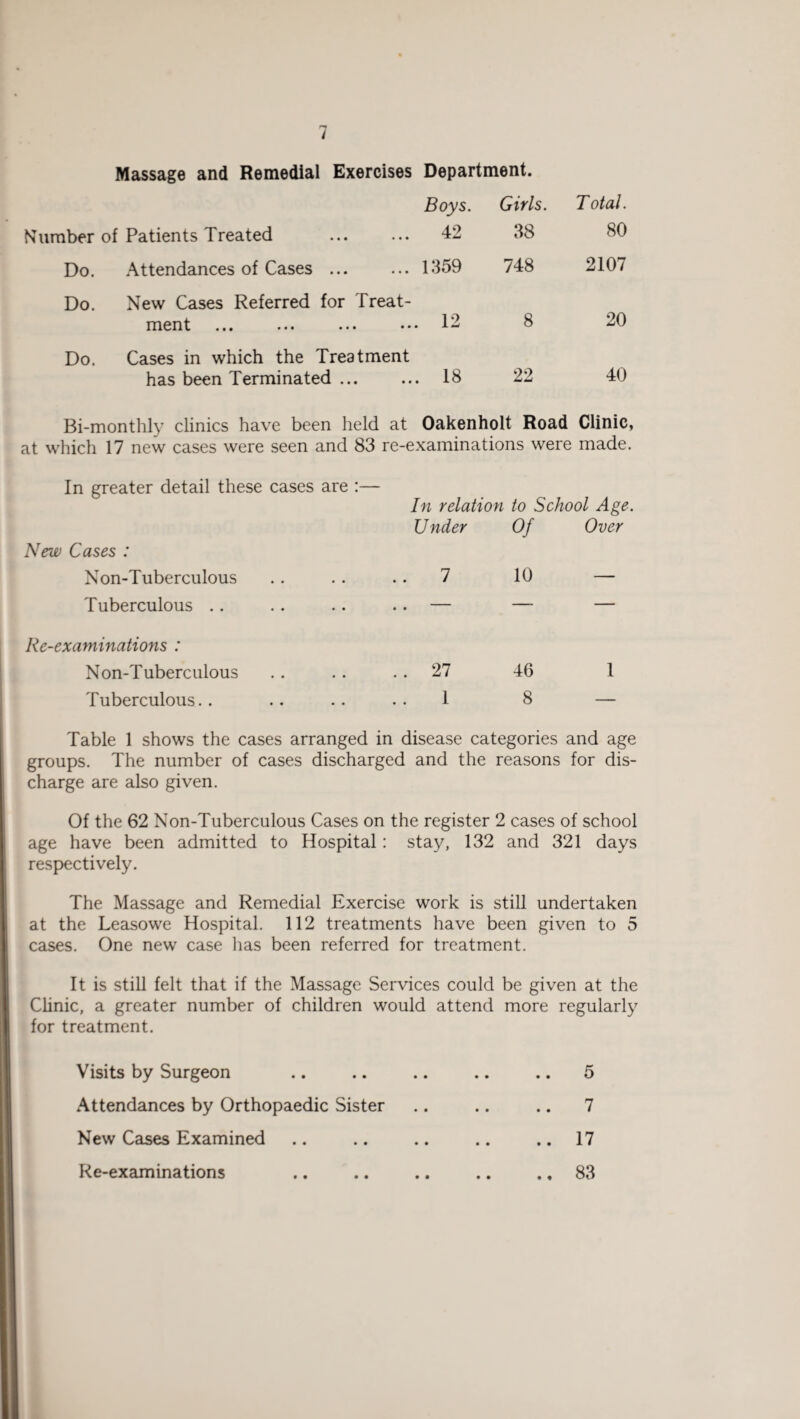 7
Massage and Remedial Exercises Department.
Boys. Girls. Total.
Number of Patients Treated ... ... 42 38 80
Do. Attendances of Cases ... ... 1359 748 2107
Do. New Cases Referred for Treat-
ment ... ... ... ... 12 8 20
Do. Cases in which the Treatment
has been Terminated ... ... 18 22 40
Bi-monthly clinics have been held at Oakenholt Road Clinic,
at which 17 new cases were seen and 83 re-examinations were made.
In greater detail these cases are :—
In relation to School Age.
Under Of Over
New Cases :
Non-Tuberculous .. .. .. 7 10 —
Tuberculous .. .. .. .. — — —
Re-examinations :
Non-Tuberculous .. .. .. 27 46 1
Tuberculous.. .. .. .. 1 8 —
Table 1 shows the cases arranged in disease categories and age
groups. The number of cases discharged and the reasons for dis-
charge are also given.
Of the 62 Non-Tuberculous Cases on the register 2 cases of school
age have been admitted to Hospital : stay, 132 and 321 days
respectively.
The Massage and Remedial Exercise work is still undertaken
at the Leasowe Hospital. 112 treatments have been given to 5
cases. One new case has been referred for treatment.
It is still felt that if the Massage Services could be given at the
Clinic, a greater number of children would attend more regularly
for treatment.
Visits by Surgeon .. .. .. .. .. 5
Attendances by Orthopaedic Sister .. .. .. 7
New Cases Examined .. .. .. .. .. 17
Re-examinations .. .. .. .. .. 83